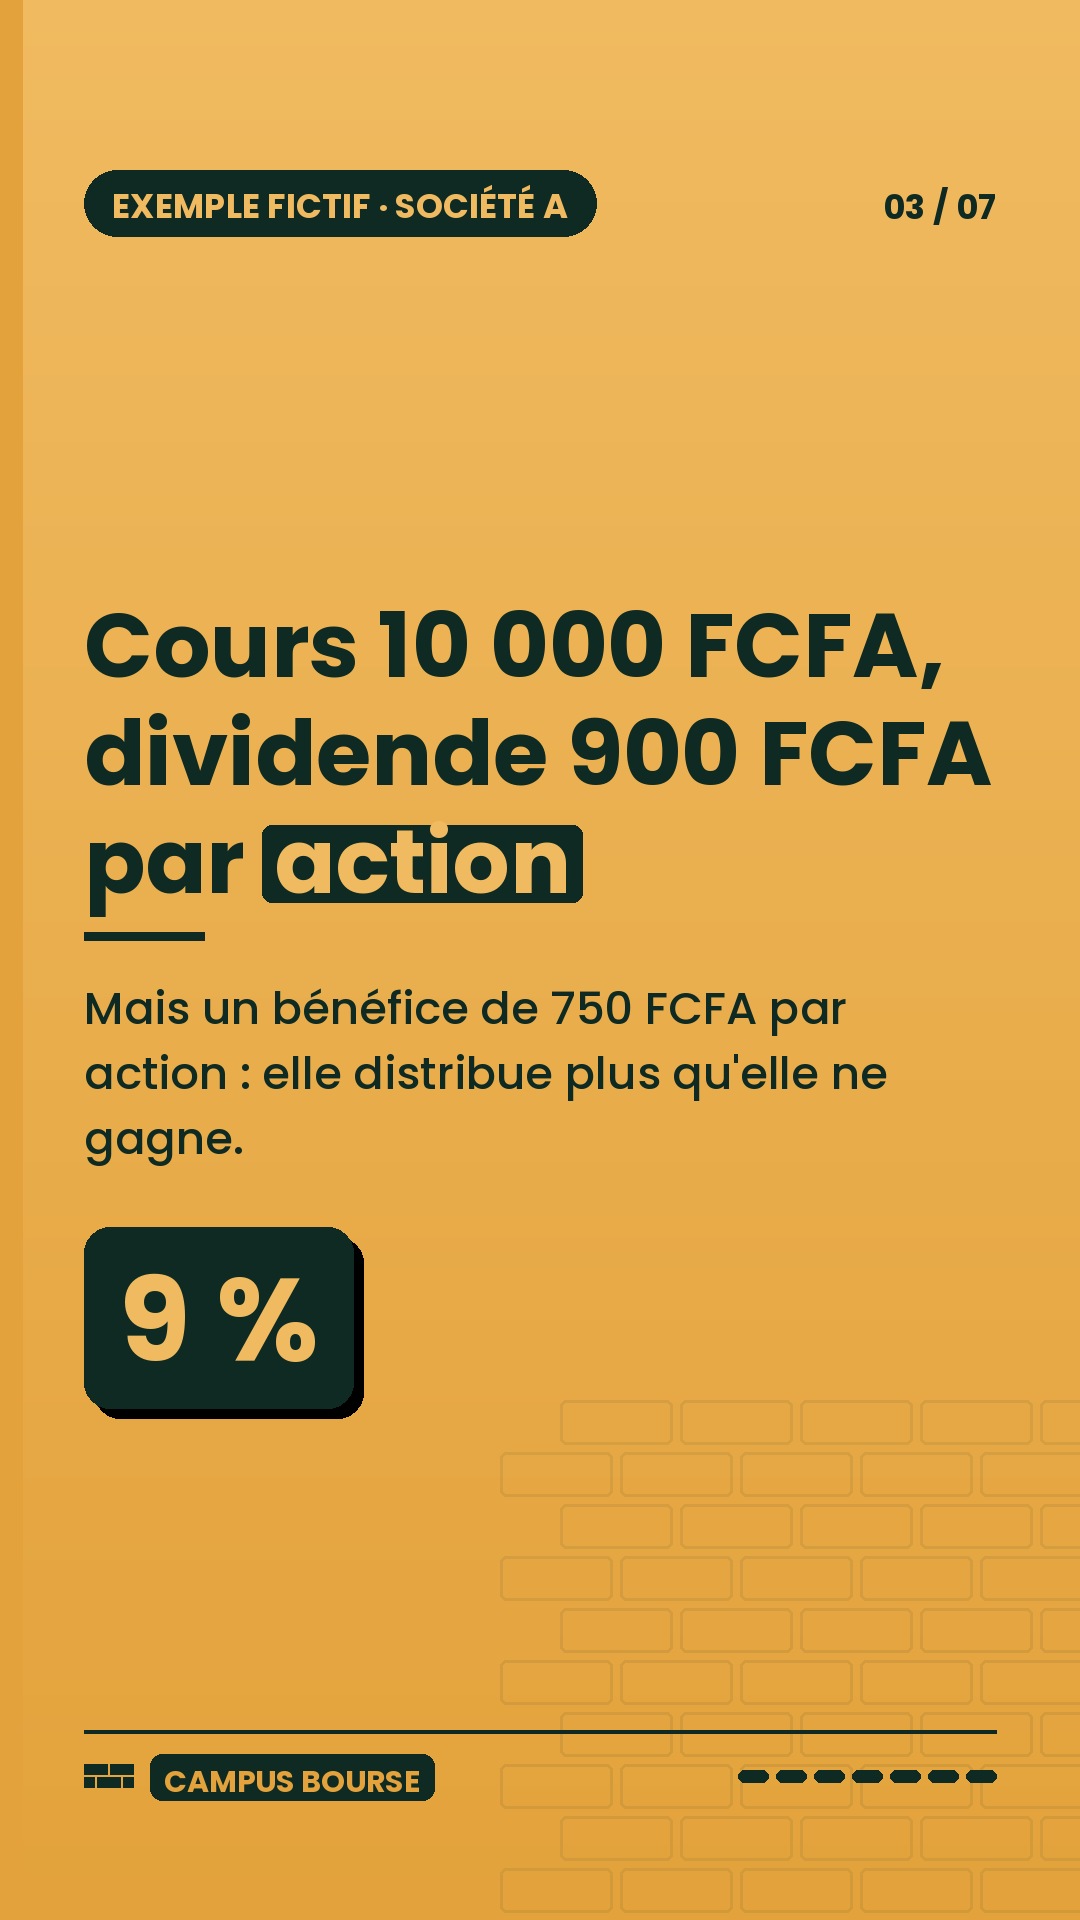 EXEMPLE FICTIF · SOCIÉTÉ A
03 / 07
Cours 10 000 FCFA,
dividende 900 FCFA
par action
Mais un bénéfice de 750 FCFA par
action : elle distribue plus qu'elle ne
gagne.
9 %
CAMPUS BOURSE